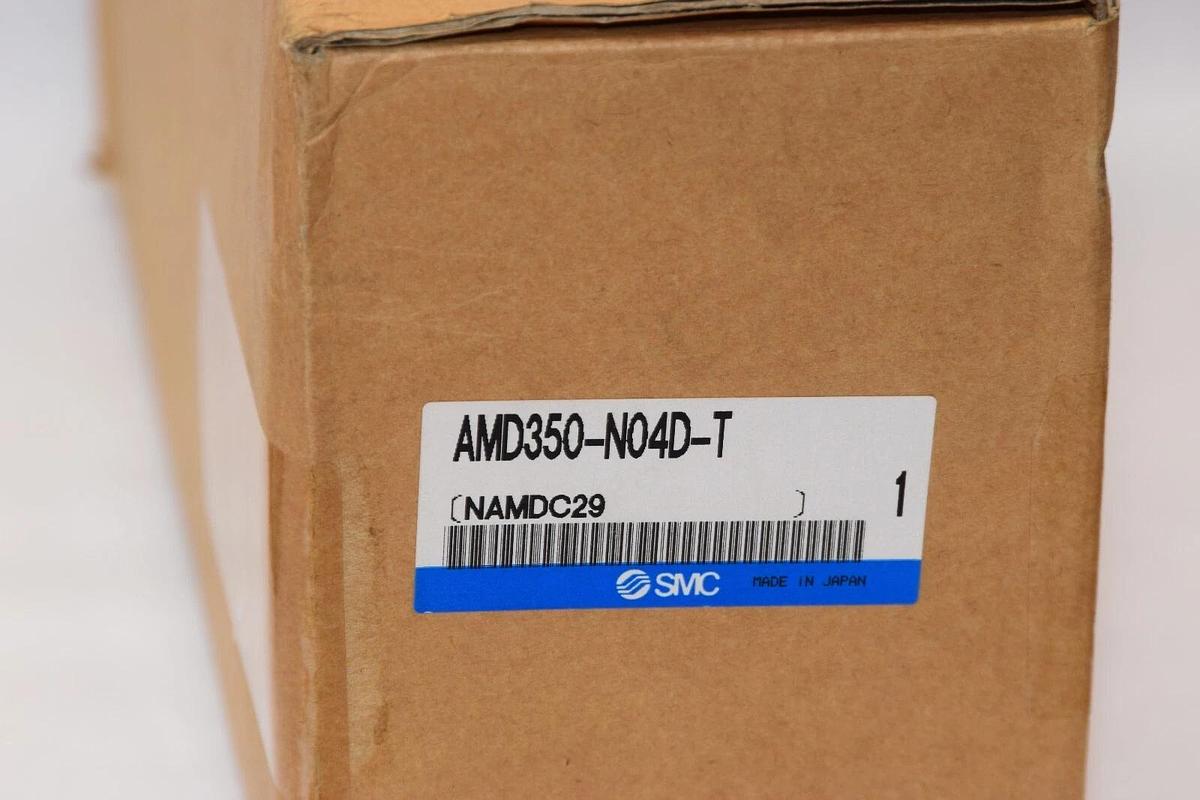 AMD350-N04D-T
[NAMDC29 ]
1
SMC MADE IN JAPAN